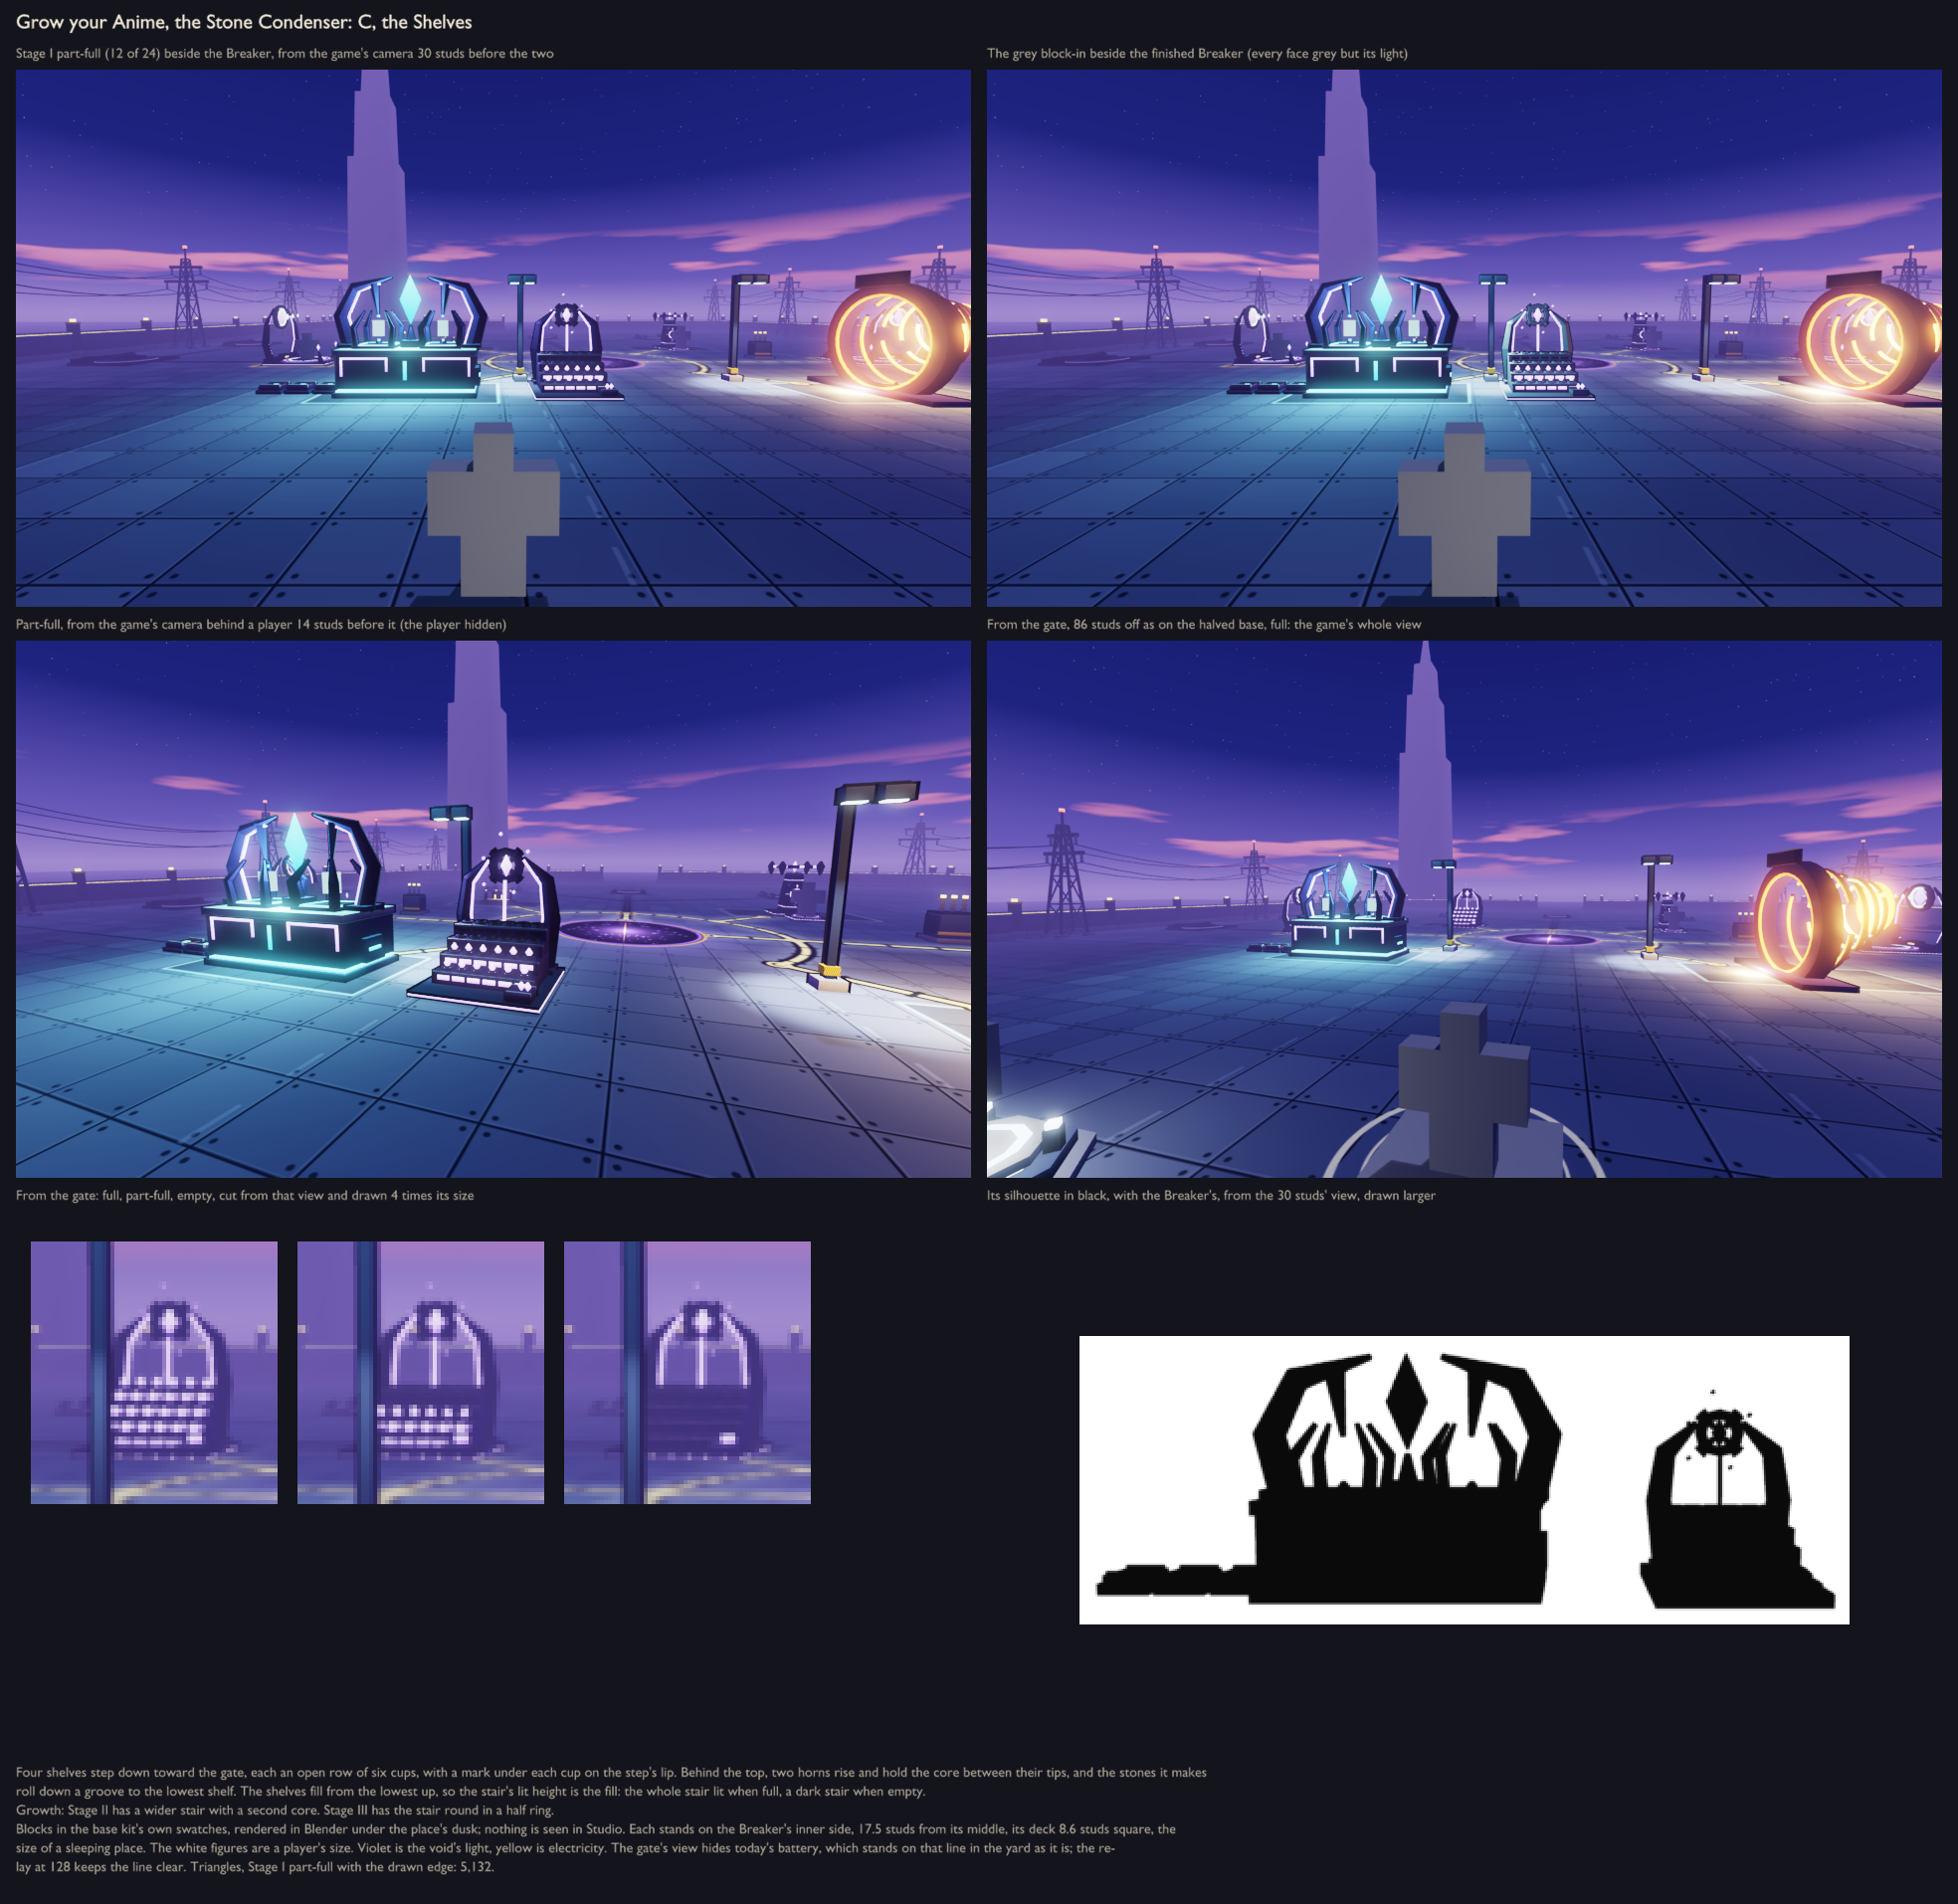 Grow your Anime, the Stone Condenser: C, the Shelves
Stage I part-full (12 of 24) beside the Breaker, from the game's camera 30 studs before the two
The grey block-in beside the finished Breaker (every face grey but its light)
Part-full, from the game's camera behind a player 14 studs before it (the player hidden)
From the gate, 86 studs off as on the halved base, full: the game's whole view
From the gate: full, part-full, empty, cut from that view and drawn 4 times its size
Its silhouette in black, with the Breaker's, from the 30 studs' view, drawn larger
Four shelves step down toward the gate, each an open row of six cups, with a mark under each cup on the step's lip. Behind the top, two horns rise and hold the core between their tips, and the stones it makes
roll down a groove to the lowest shelf. The shelves fill from the lowest up, so the stair's lit height is the fill: the whole stair lit when full, a dark stair when empty.
Growth: Stage II has a wider stair with a second core. Stage III has the stair round in a half ring.
Blocks in the base kit's own swatches, rendered in Blender under the place's dusk; nothing is seen in Studio. Each stands on the Breaker's inner side, 17.5 studs from its middle, its deck 8.6 studs square, the
size of a sleeping place. The white figures are a player's size. Violet is the void's light, yellow is electricity. The gate's view hides today's battery, which stands on that line in the yard as it is; the re-
lay at 128 keeps the line clear. Triangles, Stage I part-full with the drawn edge: 5,132.